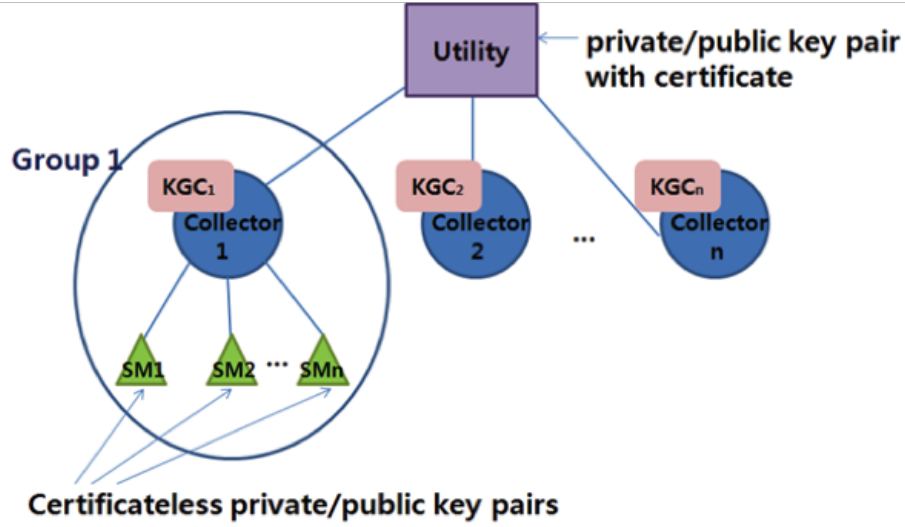 Utility
private/public key pair
with certificate
Group 1
KGC₁
Collector
1
KGC₂
Collector
2
...
KGCₙ
Collector
n
SM1
SM2
...
SMn
Certificateless private/public key pairs